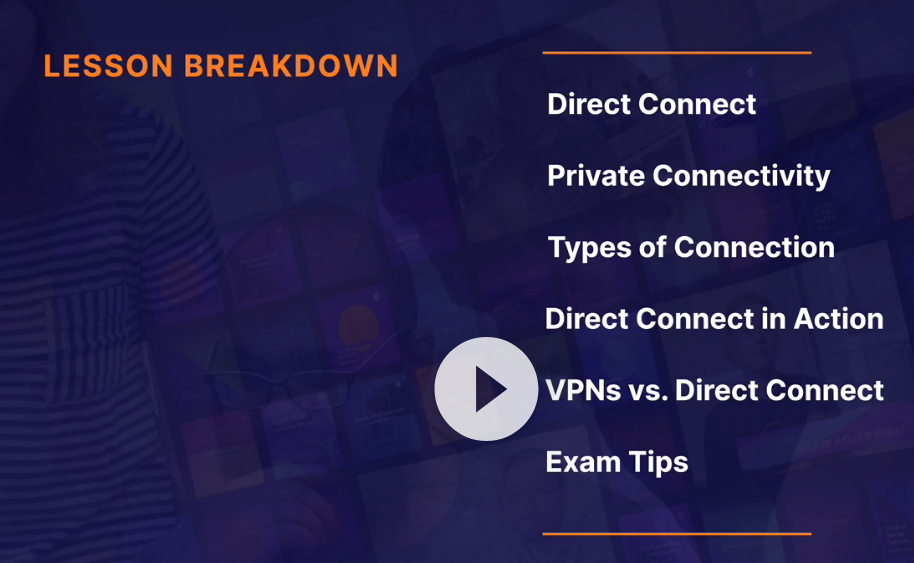 LESSON BREAKDOWN
Direct Connect
Private Connectivity
Types of Connection
Direct Connect in Action
VPNs vs. Direct Connect
Exam Tips